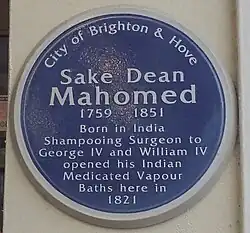 City of Brighton & Hove
Sake Dean
Mahomed
1759 1851
Born in India
Shampooing Surgeon to
George IV and William IV
opened his Indian
Medicated Vapour
Baths here in
1821